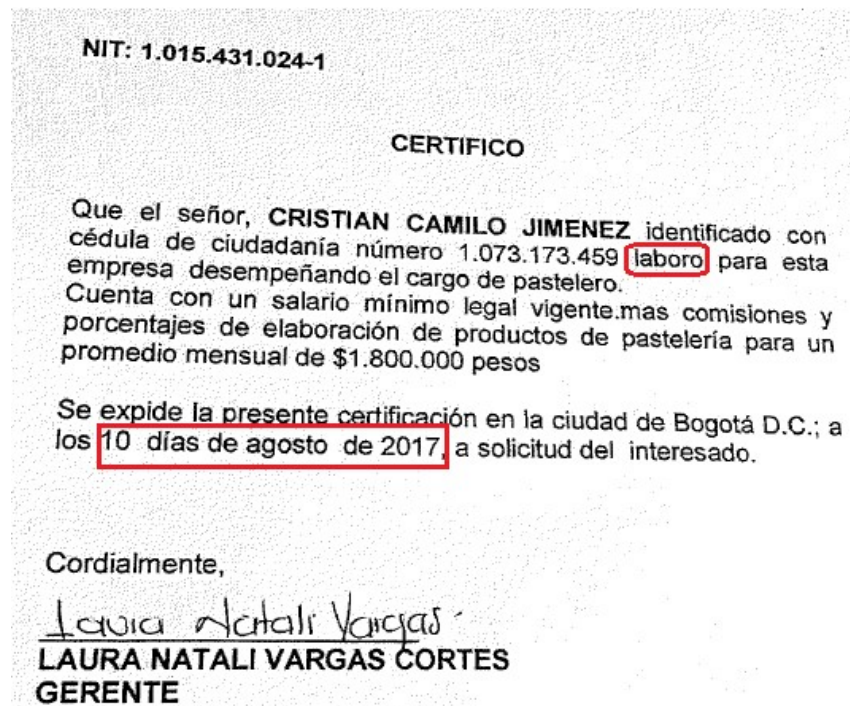 NIT: 1.015.431.024-1
CERTIFICO
Que el señor, CRISTIAN CAMILO JIMENEZ identificado con
cédula de ciudadanía número 1.073.173.459 laboro para esta
empresa desempeñando el cargo de pastelero.
Cuenta con un salario mínimo legal vigente.mas comisiones y
porcentajes de elaboración de productos de pastelería para un
promedio mensual de $1.800.000 pesos
Se expide la presente certificación en la ciudad de Bogotá D.C.; a
los 10 días de agosto de 2017, a solicitud del interesado.
Cordialmente,
Laura Natali Vargas
LAURA NATALI VARGAS CORTES
GERENTE